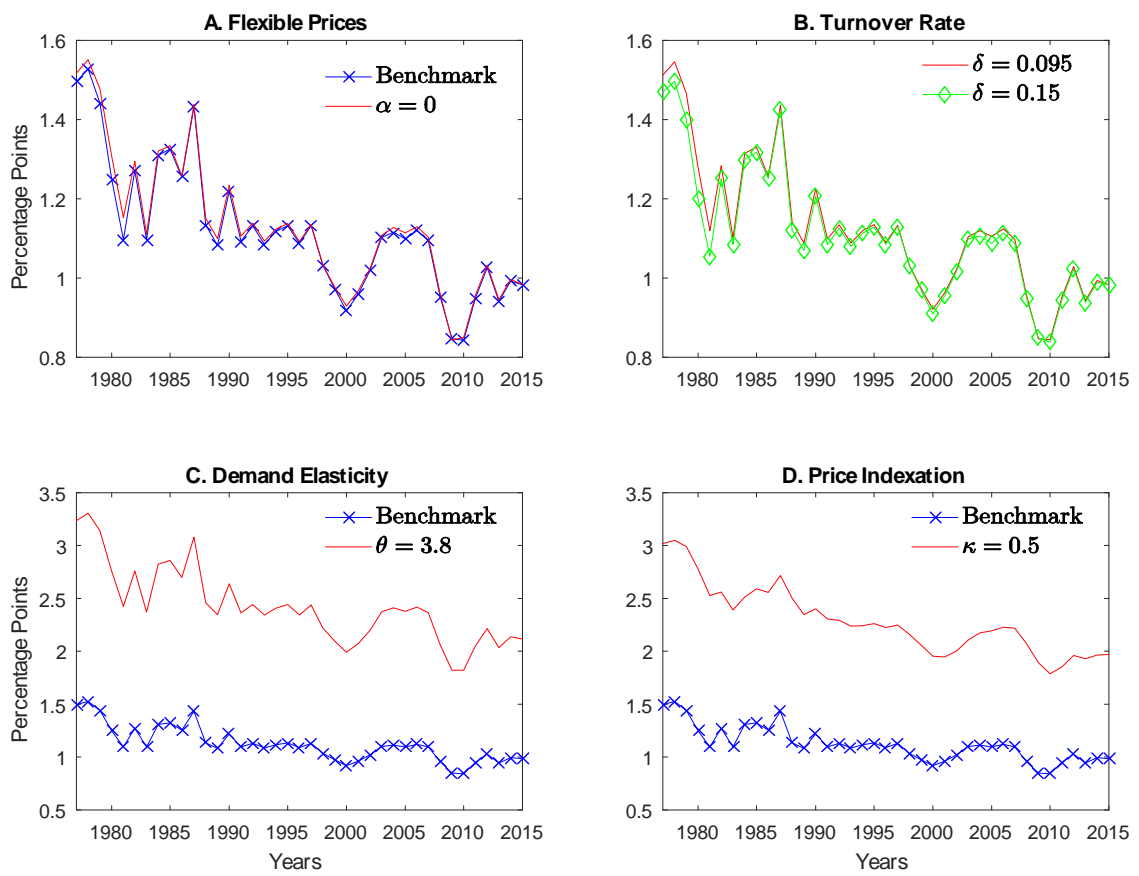 A. Flexible Prices
Percentage Points
1.6
1.4
1.2
1
0.8
Benchmark
α = 0
1980 1985 1990 1995 2000 2005 2010 2015
B. Turnover Rate
1.6
1.4
1.2
1
0.8
δ = 0.095
δ = 0.15
1980 1985 1990 1995 2000 2005 2010 2015
C. Demand Elasticity
Percentage Points
3.5
3
2.5
2
1.5
1
0.5
Benchmark
θ = 3.8
1980 1985 1990 1995 2000 2005 2010 2015
Years
D. Price Indexation
3.5
3
2.5
2
1.5
1
0.5
Benchmark
κ = 0.5
1980 1985 1990 1995 2000 2005 2010 2015
Years